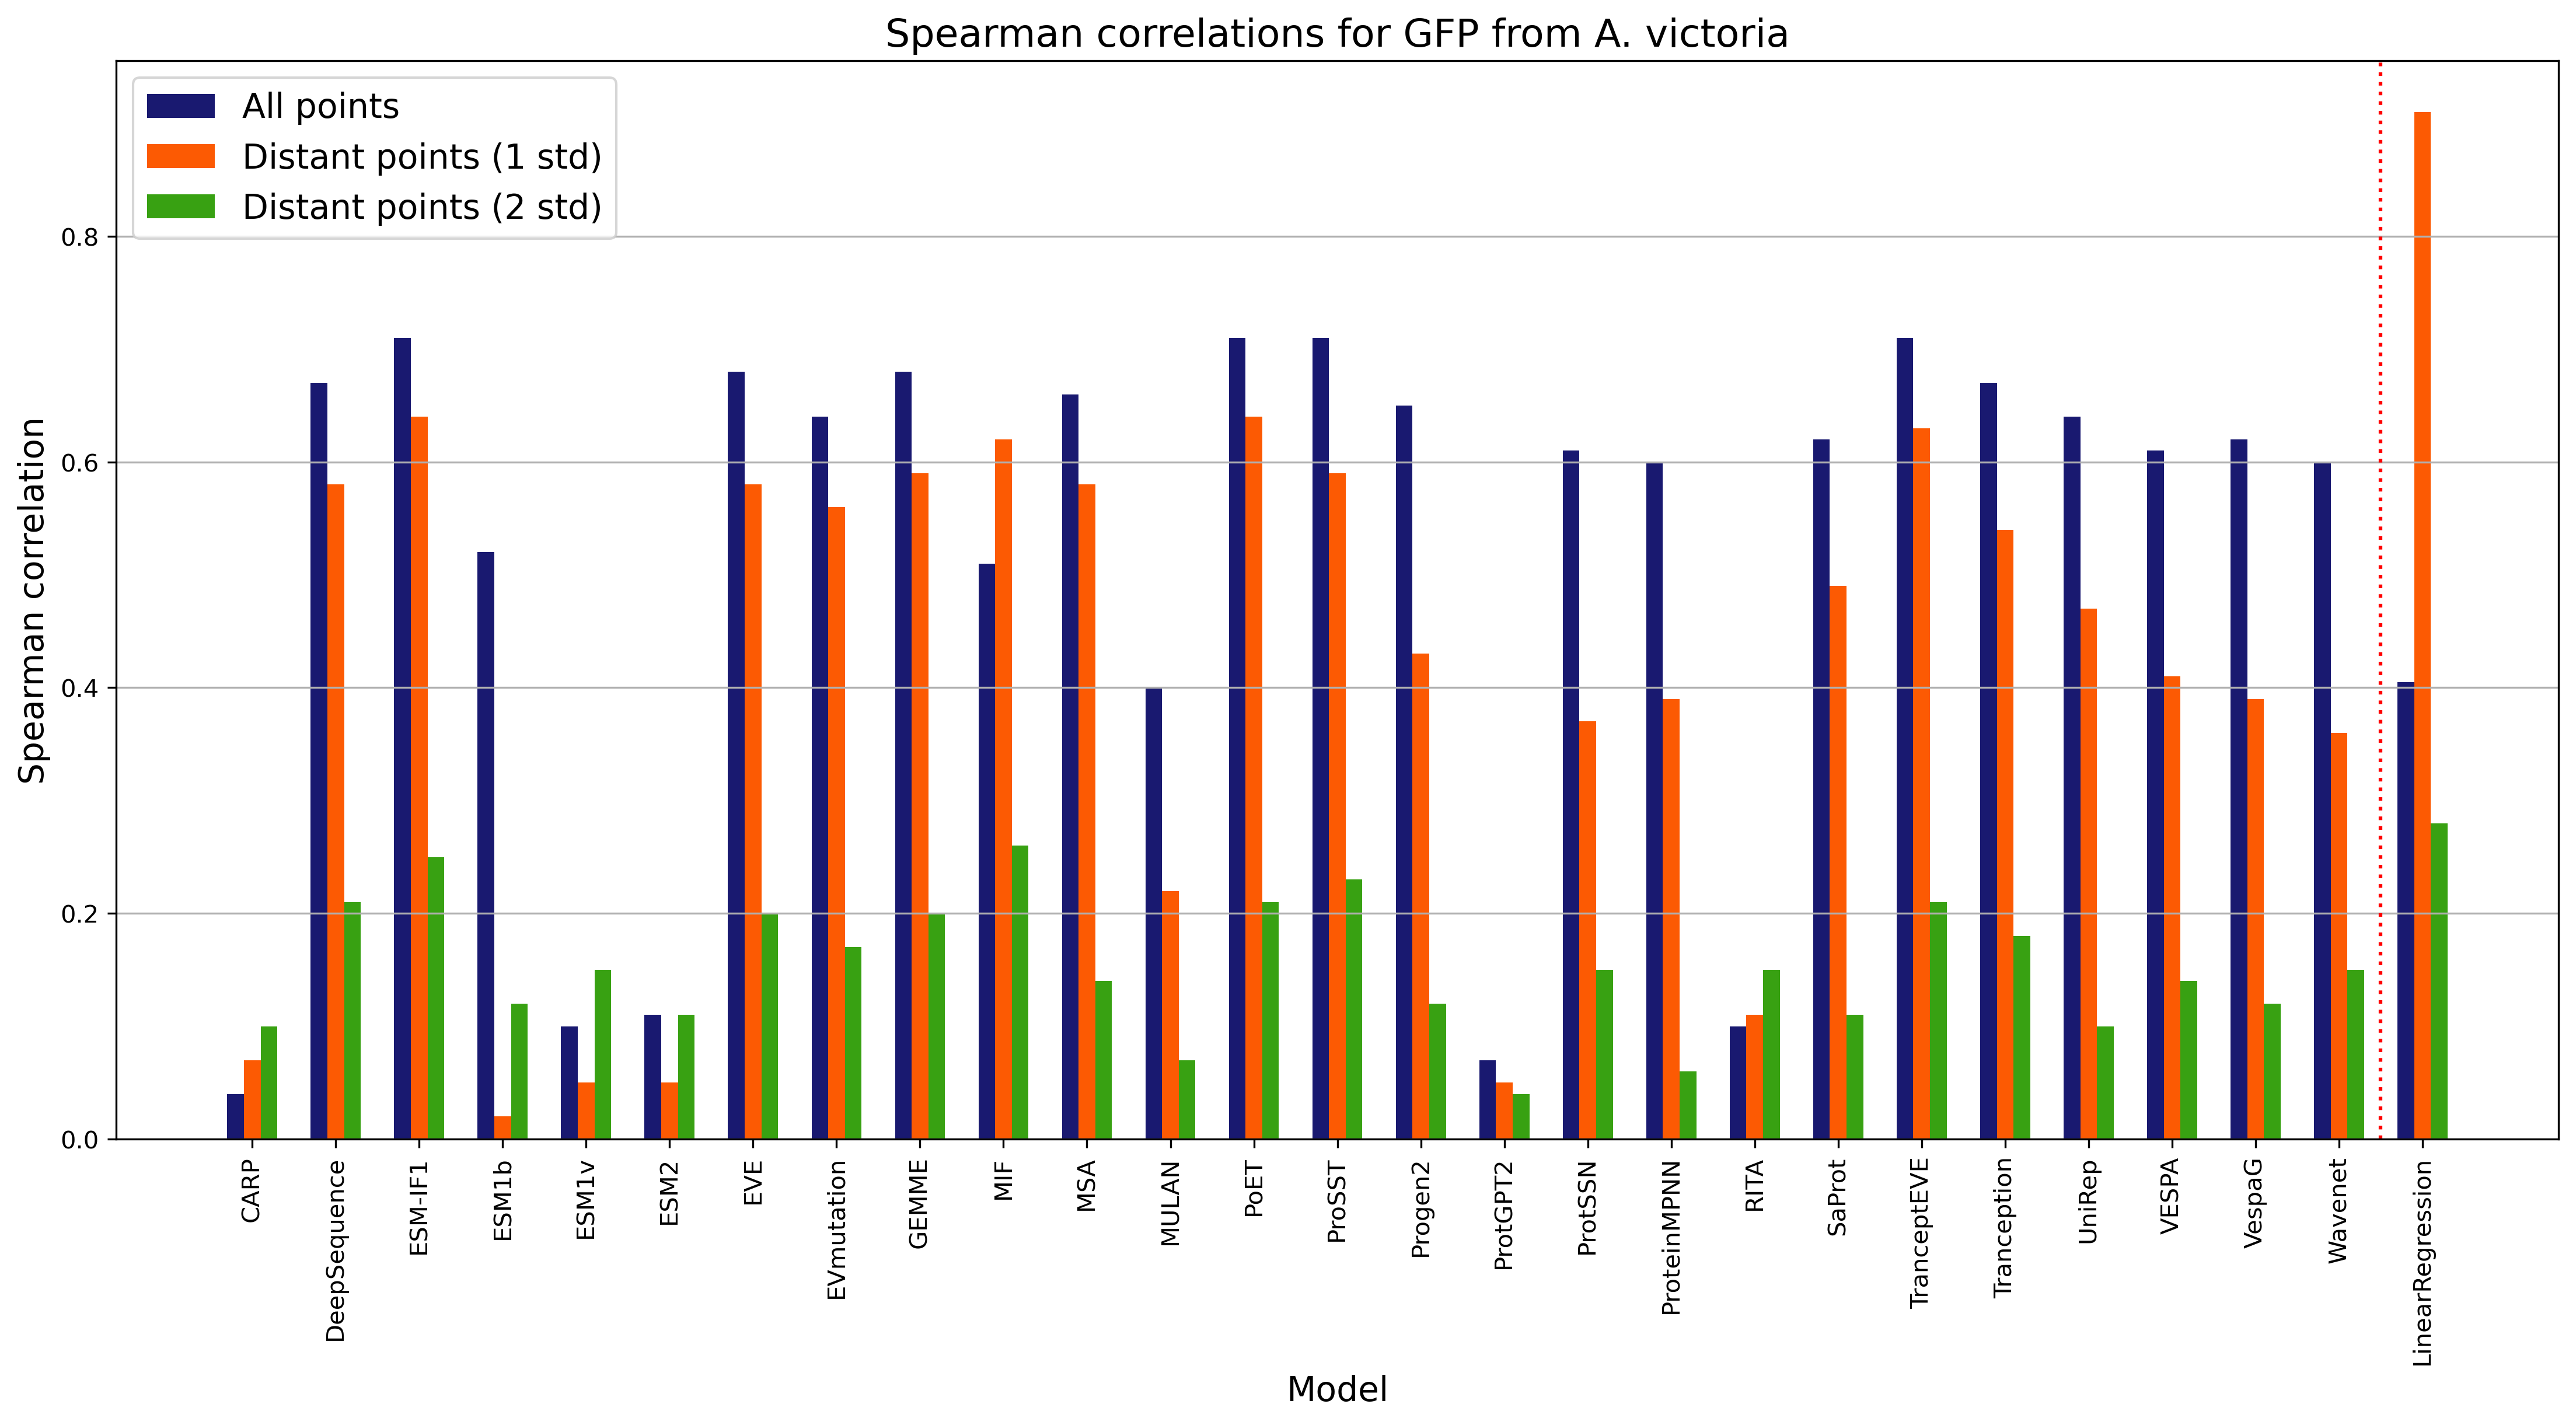 Spearman correlations for GFP from A. victoria
All points
Distant points (1 std)
Distant points (2 std)
Spearman correlation
0.8
0.6
0.4
0.2
0.0
CARP
DeepSequence
ESM-IF1
ESM1b
ESM1v
ESM2
EVE
EVmutation
GEMME
MIF
MSA
MULAN
PoET
ProSST
Progen2
ProtGPT2
ProtSSN
ProteinMPNN
RITA
SaProt
TranceptEVE
Tranception
UniRep
VESPA
VespaG
Wavenet
LinearRegression
Model